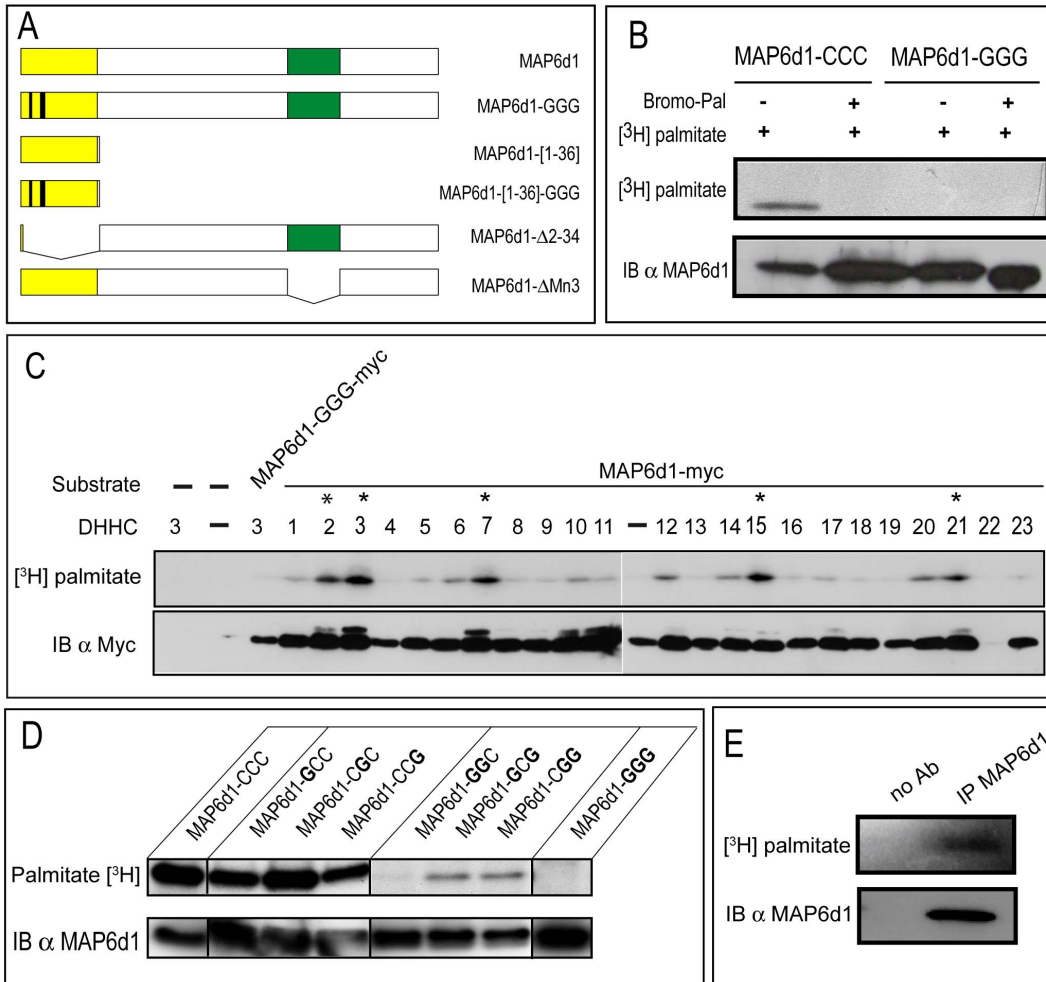 A
MAP6d1
MAP6d1-GGG
MAP6d1-[1-36]
MAP6d1-[1-36]-GGG
MAP6d1-Δ2-34
MAP6d1-ΔMn3
B
MAP6d1-CCC MAP6d1-GGG
Bromo-Pal - + - +
[³H] palmitate + + + +
[³H] palmitate
IB α MAP6d1
C
MAP6d1-GGG-myc
MAP6d1-myc
Substrate — —
* * * * *
DHHC 3 — 3 1 2 3 4 5 6 7 8 9 10 11 — 12 13 14 15 16 17 18 19 20 21 22 23
[³H] palmitate
IB α Myc
D
MAP6d1-CCC
MAP6d1-GCC
MAP6d1-CGC
MAP6d1-CCG
MAP6d1-GGC
MAP6d1-GCG
MAP6d1-CGG
MAP6d1-GGG
Palmitate [³H]
IB α MAP6d1
E
no Ab
IP MAP6d1
[³H] palmitate
IB α MAP6d1